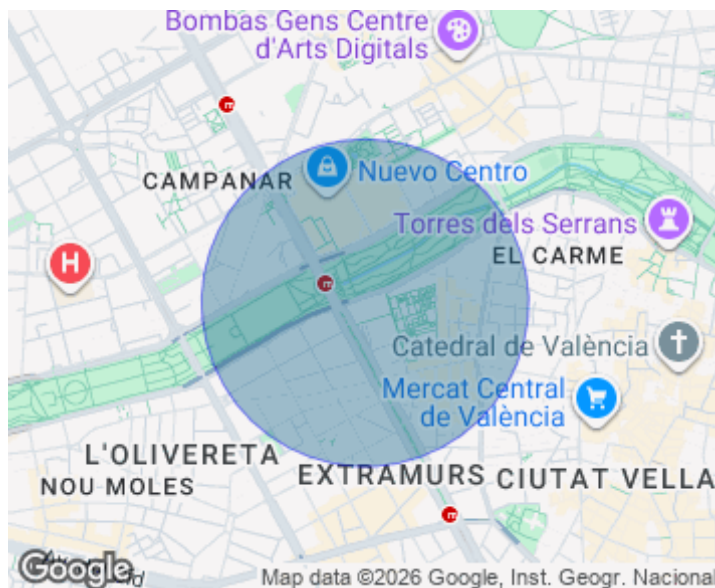 Bombas Gens Centre
d'Arts Digitals
m
CAMPANAR
Nuevo Centro
Torres dels Serrans
EL CARME
H
m
Catedral de València
Mercat Central
de València
L'OLIVERETA
NOU MOLES
EXTRAMURS
CIUTAT VELLA
m
Google
Map data ©2026 Google, Inst. Geogr. Nacional